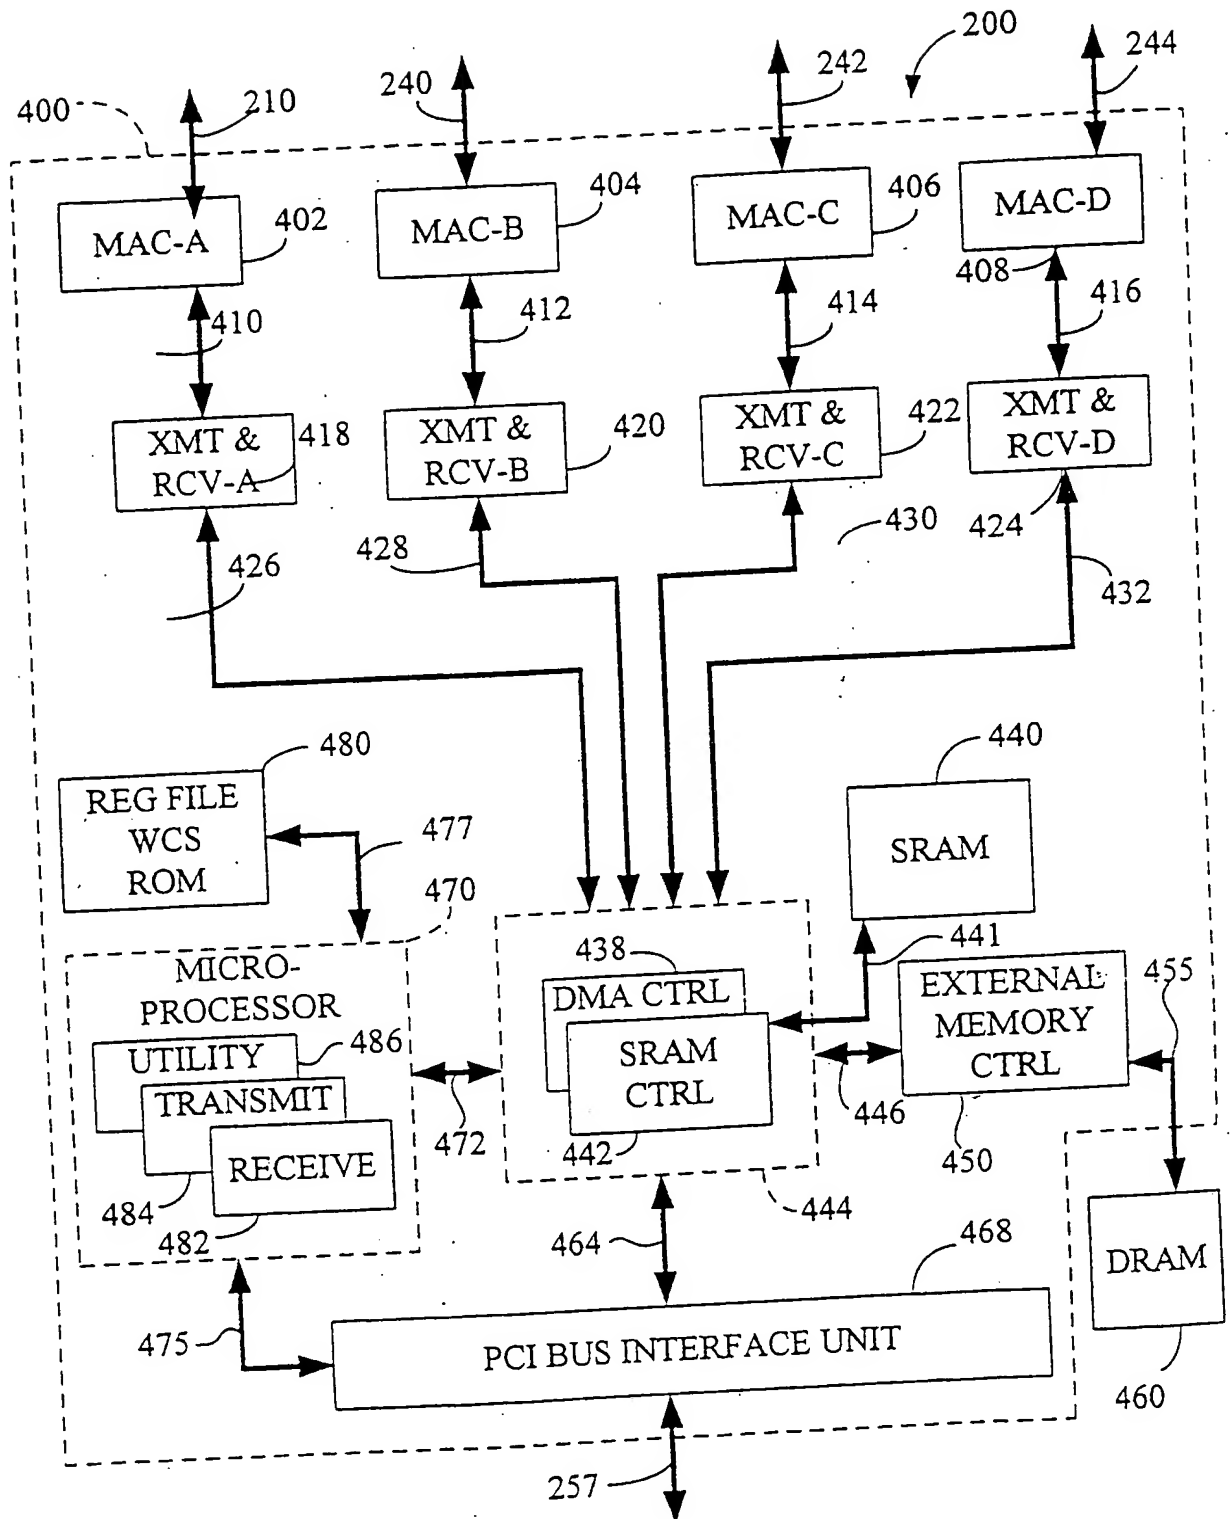 200
210
240
242
244
400
MAC-A
402
MAC-B
404
MAC-C
406
MAC-D
408
410
412
414
416
XMT &
RCV-A
418
XMT &
RCV-B
420
XMT &
RCV-C
422
XMT &
RCV-D
424
426
428
430
432
480
REG FILE
WCS
ROM
477
470
440
SRAM
441
MICRO-
PROCESSOR
UTILITY
486
TRANSMIT
484
RECEIVE
482
472
438
DMA CTRL
SRAM
CTRL
442
444
446
EXTERNAL
MEMORY
CTRL
450
455
DRAM
460
464
468
475
PCI BUS INTERFACE UNIT
257